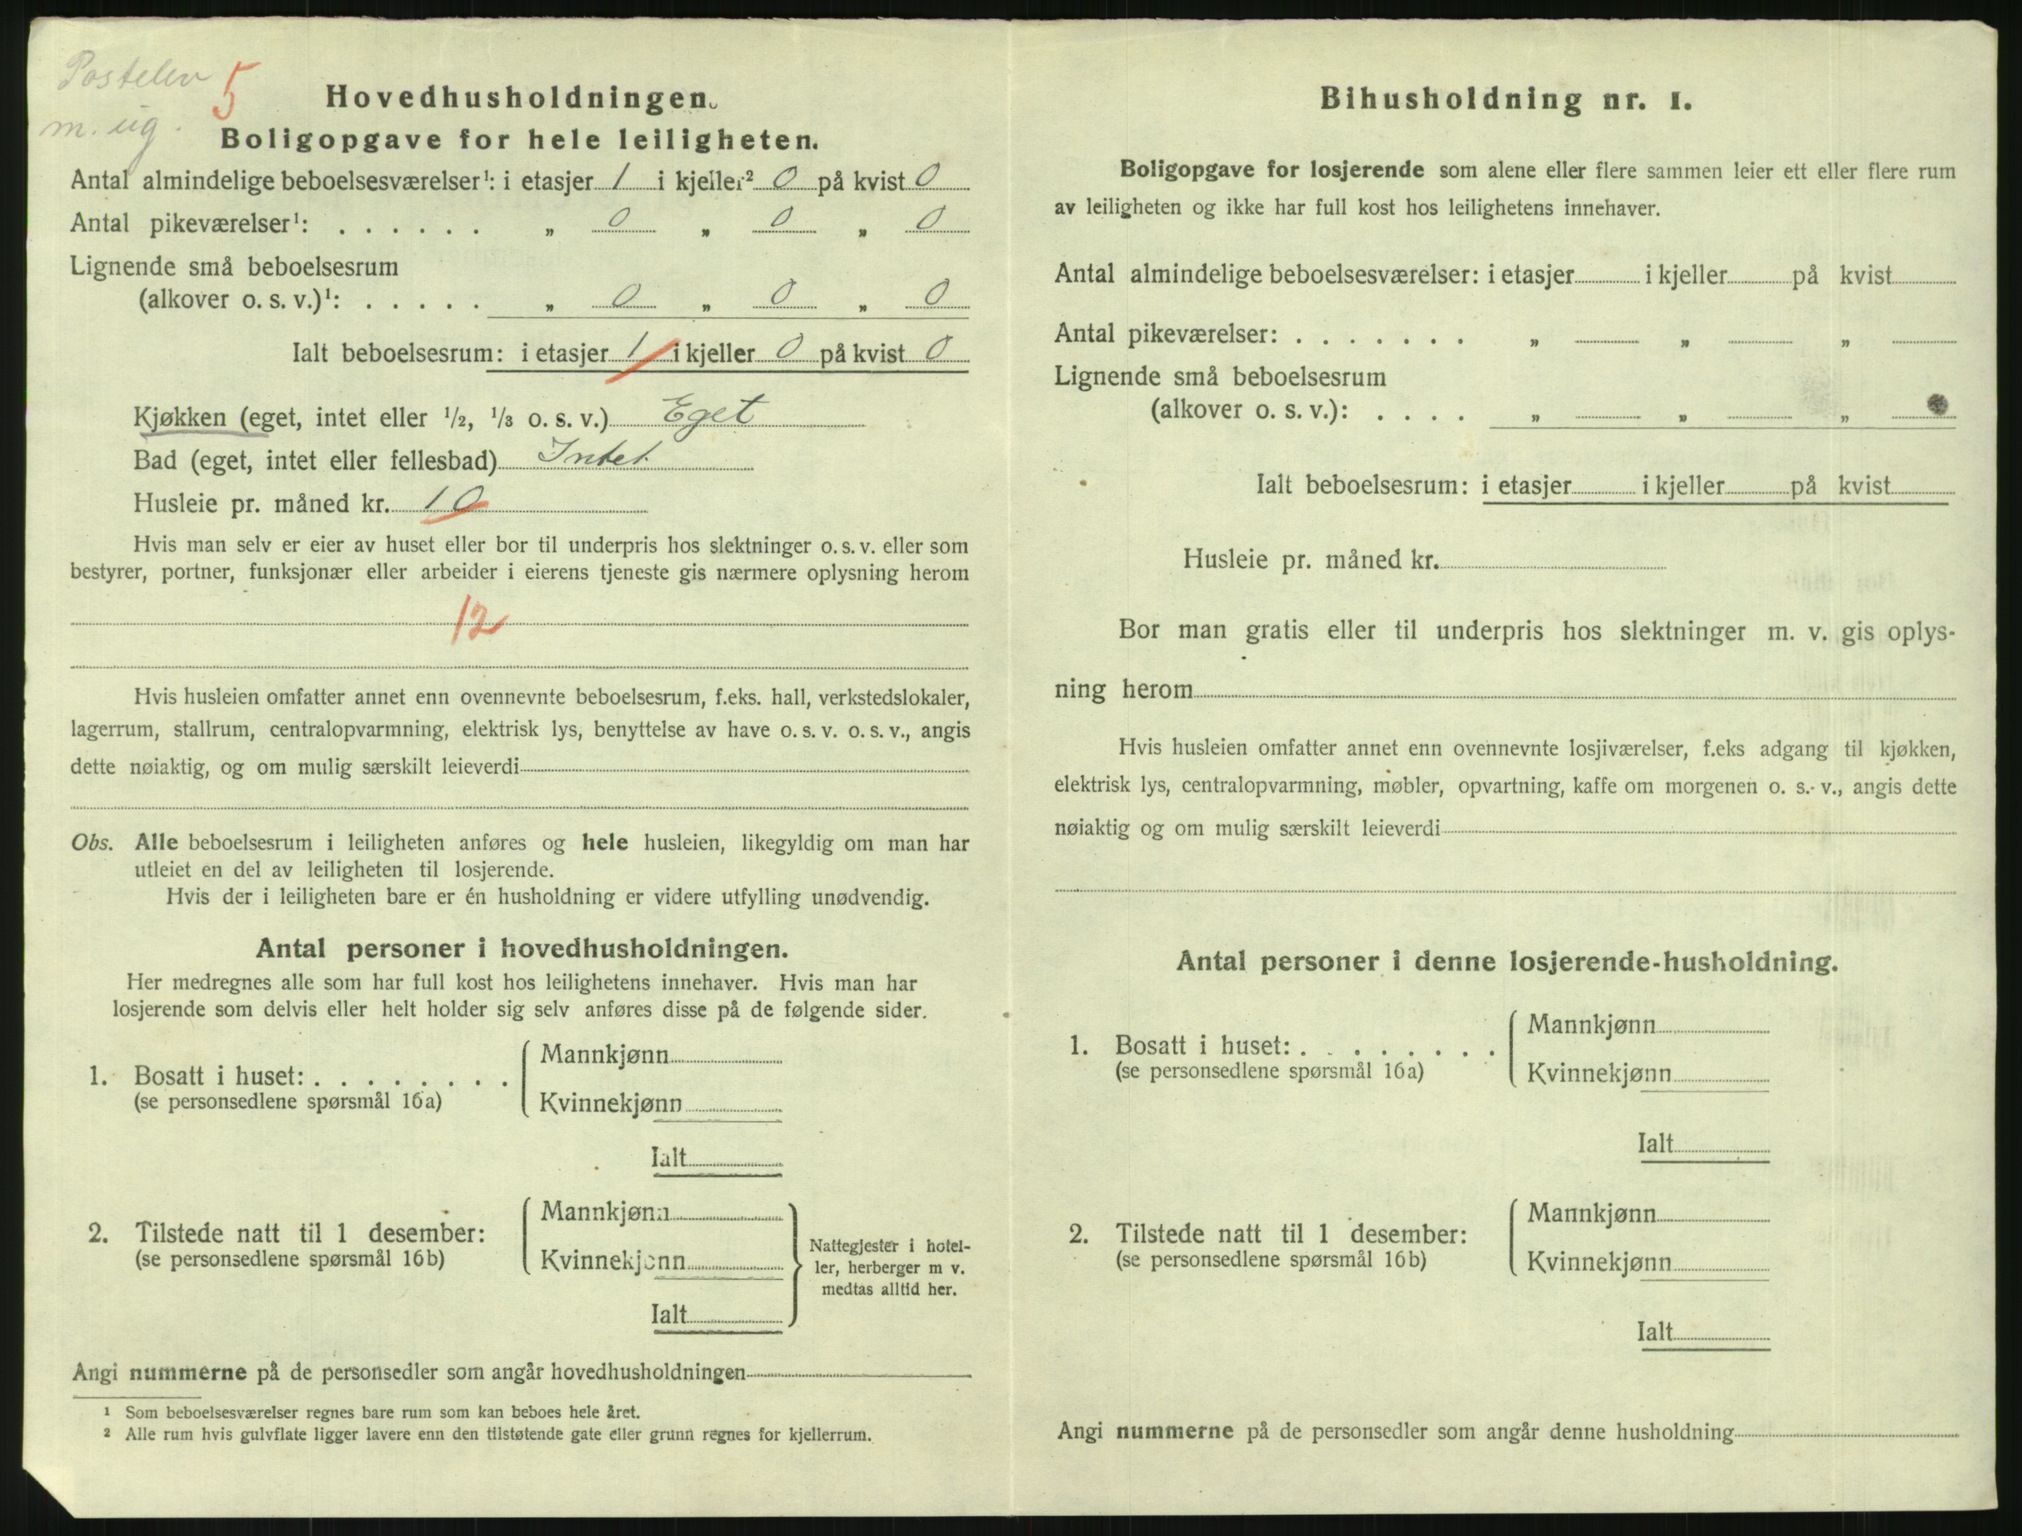 Postelev 5
m. ug.
Hovedhusholdningen.
Boligopgave for hele leiligheten.
Antal almindelige beboelsesværelser¹: i etasjer 1 i kjeller² 0 på kvist 0
Antal pikeværelser¹: . . . . . . „ 0 „ 0 „ 0
Lignende små beboelsesrum
(alkover o. s. v.)¹: . . . . . „ 0 „ 0 „ 0
Ialt beboelsesrum: i etasjer 1 i kjeller 0 på kvist 0
Kjøkken (eget, intet eller 1/2, 1/3 o. s. v.) Eget
Bad (eget, intet eller fellesbad) Intet
Husleie pr. måned kr. 10
Hvis man selv er eier av huset eller bor til underpris hos slektninger o. s. v. eller som
bestyrer, portner, funksjonær eller arbeider i eierens tjeneste gis nærmere oplysning herom
12
Hvis husleien omfatter annet enn ovennevnte beboelsesrum, f.eks. hall, verkstedslokaler,
lagerrum, stallrum, centralopvarmning, elektrisk lys, benyttelse av have o. s. v. o. s. v., angis
dette nøiaktig, og om mulig særskilt leieverdi
Obs. Alle beboelsesrum i leiligheten anføres og hele husleien, likegyldig om man har
utleiet en del av leiligheten til losjerende.
Hvis der i leiligheten bare er én husholdning er videre utfylling unødvendig.
Antal personer i hovedhusholdningen.
Her medregnes alle som har full kost hos leilighetens innehaver. Hvis man har
losjerende som delvis eller helt holder sig selv anføres disse på de følgende sider.
Mannkjønn
1. Bosatt i huset: . . . . . . . .
(se personsedlene spørsmål 16a)
Kvinnekjønn
Ialt
Mannkjønn
2. Tilstede natt til 1 desember:
(se personsedlene spørsmål 16b)
Kvinnekjønn
Ialt
Nattegjester i hotel-
ler, herberger m v.
medtas alltid her.
Angi nummerne på de personsedler som angår hovedhusholdningen
¹ Som beboelsesværelser regnes bare rum som kan beboes hele året.
² Alle rum hvis gulvflate ligger lavere enn den tilstøtende gate eller grunn regnes for kjellerrum.
Bihusholdning nr. 1.
Boligopgave for losjerende som alene eller flere sammen leier ett eller flere rum
av leiligheten og ikke har full kost hos leilighetens innehaver.
Antal almindelige beboelsesværelser: i etasjer i kjeller på kvist
Antal pikeværelser: . . . . . . . „ „ „
Lignende små beboelsesrum
(alkover o. s. v.): . . . . „ „ „
Ialt beboelsesrum: i etasjer i kjeller på kvist
Husleie pr. måned kr.
Bor man gratis eller til underpris hos slektninger m. v. gis oplys-
ning herom
Hvis husleien omfatter annet enn ovennevnte losjiværelser, f.eks adgang til kjøkken,
elektrisk lys, centralopvarmning, møbler, opvartning, kaffe om morgenen o. s. v., angis dette
nøiaktig og om mulig særskilt leieverdi
Antal personer i denne losjerende-husholdning.
Mannkjønn
1. Bosatt i huset: . . . . . . . .
(se personsedlene spørsmål 16a)
Kvinnekjønn
Ialt
Mannkjønn
2. Tilstede natt til 1 desember:
(se personsedlene spørsmål 16b)
Kvinnekjønn
Ialt
Angi nummerne på de personsedler som angår denne husholdning